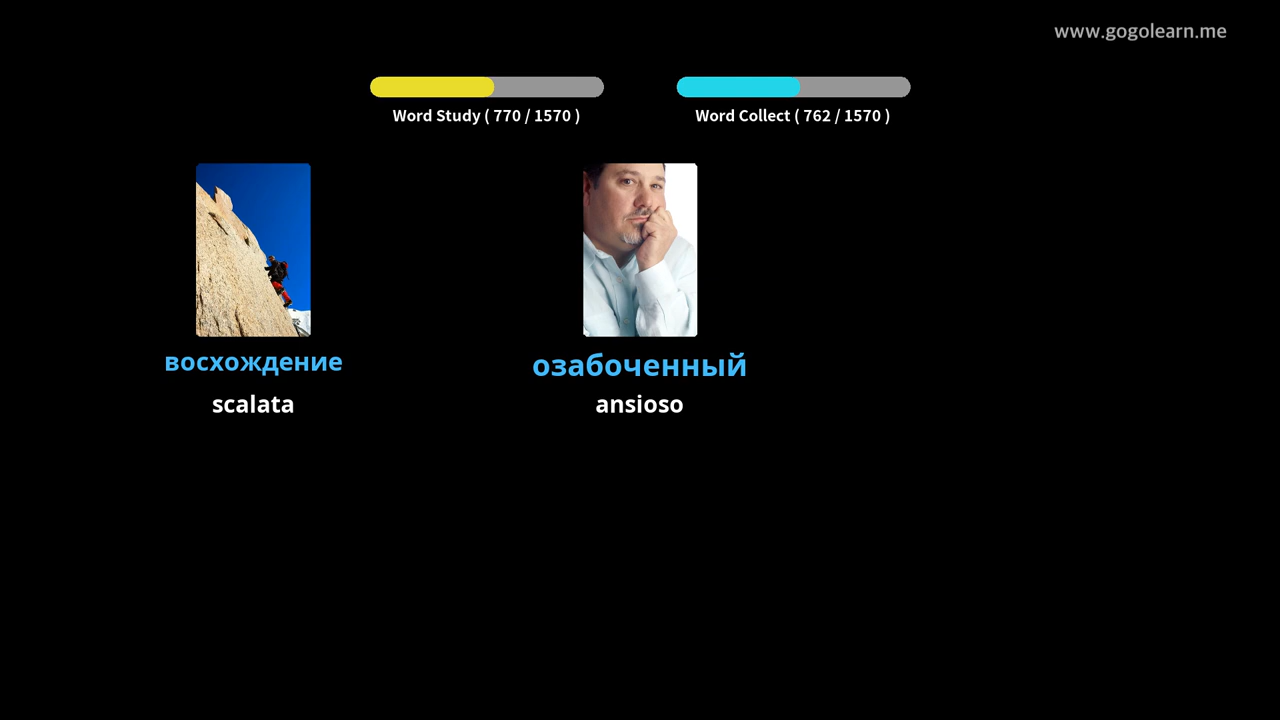 www.gogolearn.me
Word Study ( 770 / 1570 )
Word Collect ( 762 / 1570 )
восхождение
озабоченный
scalata
ansioso